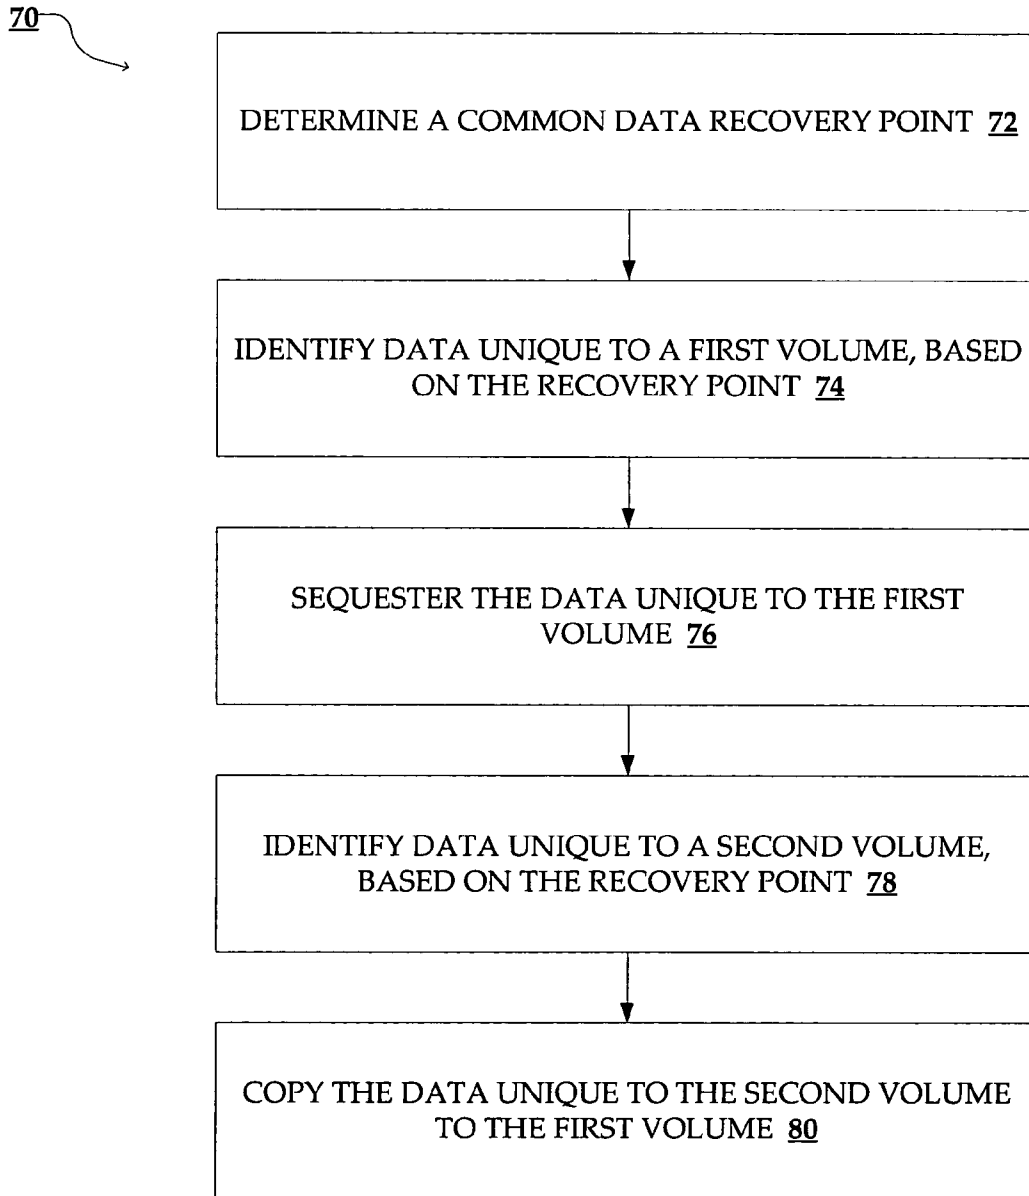 70
DETERMINE A COMMON DATA RECOVERY POINT 72
IDENTIFY DATA UNIQUE TO A FIRST VOLUME, BASED
ON THE RECOVERY POINT 74
SEQUESTER THE DATA UNIQUE TO THE FIRST
VOLUME 76
IDENTIFY DATA UNIQUE TO A SECOND VOLUME,
BASED ON THE RECOVERY POINT 78
COPY THE DATA UNIQUE TO THE SECOND VOLUME
TO THE FIRST VOLUME 80